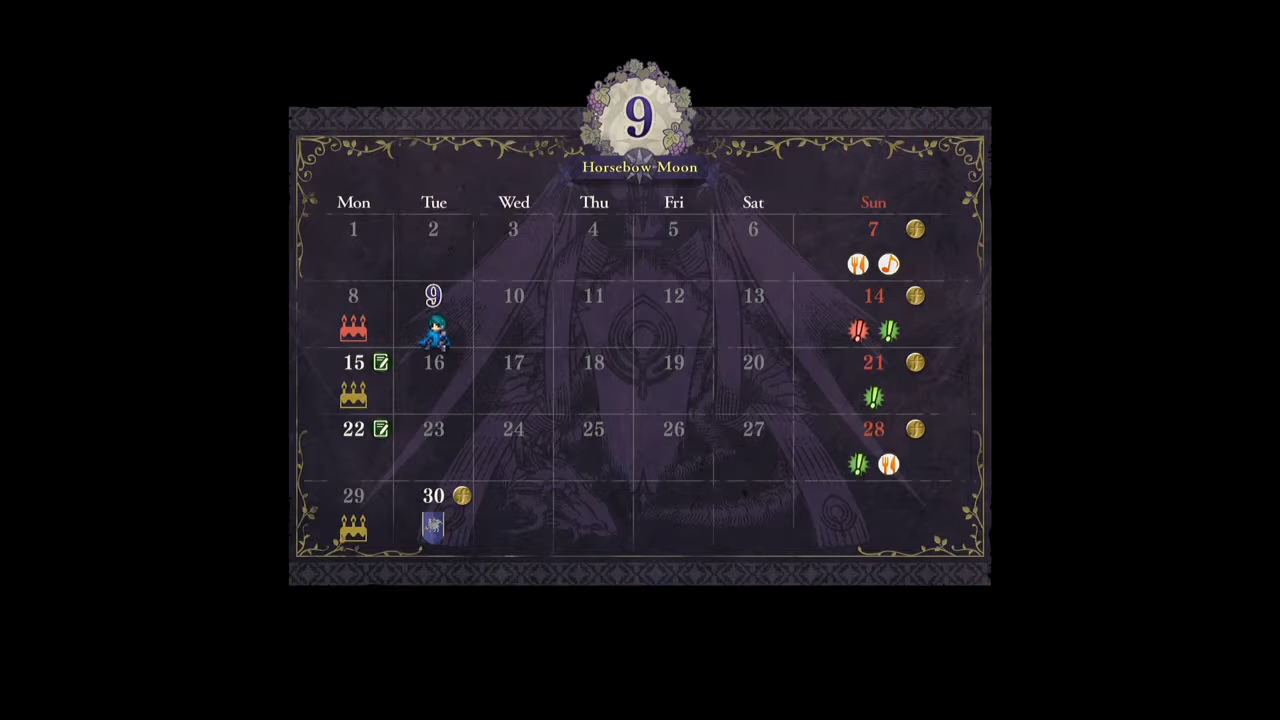 9
Horsebow Moon
Mon Tue Wed Thu Fri Sat Sun
1 2 3 4 5 6 7
8 9 10 11 12 13 14
15 16 17 18 19 20 21
22 23 24 25 26 27 28
29 30